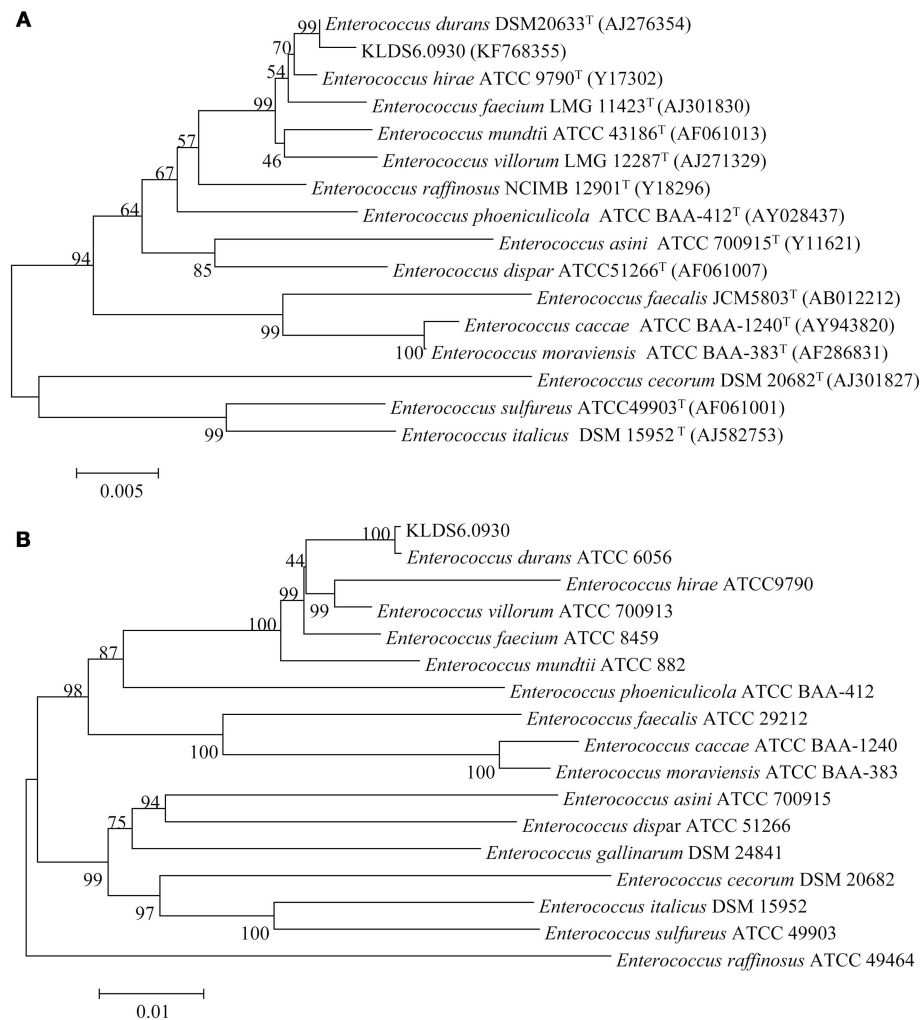 A
99
Enterococcus durans DSM20633ᵀ (AJ276354)
70
KLDS6.0930 (KF768355)
54
Enterococcus hirae ATCC 9790ᵀ (Y17302)
99
Enterococcus faecium LMG 11423ᵀ (AJ301830)
Enterococcus mundtii ATCC 43186ᵀ (AF061013)
57
46
Enterococcus villorum LMG 12287ᵀ (AJ271329)
67
Enterococcus raffinosus NCIMB 12901ᵀ (Y18296)
64
Enterococcus phoeniculicola ATCC BAA-412ᵀ (AY028437)
Enterococcus asini ATCC 700915ᵀ (Y11621)
94
85
Enterococcus dispar ATCC51266ᵀ (AF061007)
Enterococcus faecalis JCM5803ᵀ (AB012212)
99
Enterococcus caccae ATCC BAA-1240ᵀ (AY943820)
100
Enterococcus moraviensis ATCC BAA-383ᵀ (AF286831)
Enterococcus cecorum DSM 20682ᵀ (AJ301827)
Enterococcus sulfureus ATCC49903ᵀ (AF061001)
99
Enterococcus italicus DSM 15952 ᵀ (AJ582753)
0.005
B
100
KLDS6.0930
Enterococcus durans ATCC 6056
44
Enterococcus hirae ATCC9790
99
99
Enterococcus villorum ATCC 700913
100
Enterococcus faecium ATCC 8459
87
Enterococcus mundtii ATCC 882
98
Enterococcus phoeniculicola ATCC BAA-412
Enterococcus faecalis ATCC 29212
100
Enterococcus caccae ATCC BAA-1240
100
Enterococcus moraviensis ATCC BAA-383
94
Enterococcus asini ATCC 700915
75
Enterococcus dispar ATCC 51266
Enterococcus gallinarum DSM 24841
99
Enterococcus cecorum DSM 20682
97
Enterococcus italicus DSM 15952
100
Enterococcus sulfureus ATCC 49903
Enterococcus raffinosus ATCC 49464
0.01